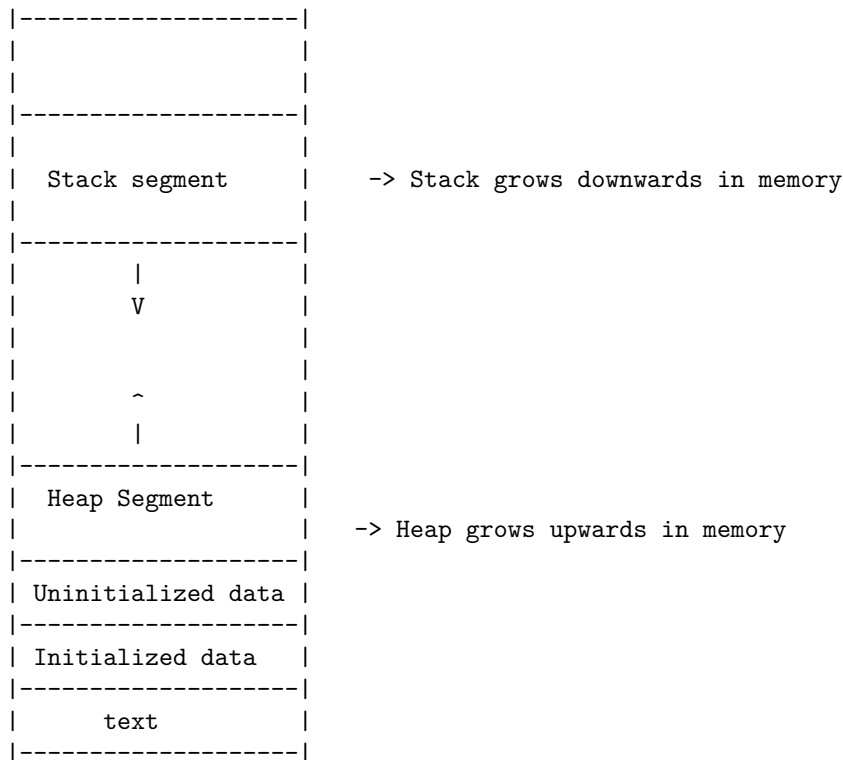 |--------------------|
|                    |
|                    |
|--------------------|
|                    |
|  Stack segment     |    -> Stack grows downwards in memory
|                    |
|--------------------|
|        |           |
|        V           |
|                    |
|                    |
|        ^           |
|        |           |
|--------------------|
|  Heap Segment      |
|                    |   -> Heap grows upwards in memory
|--------------------|
| Uninitialized data |
|--------------------|
| Initialized data   |
|--------------------|
|      text          |
|--------------------|